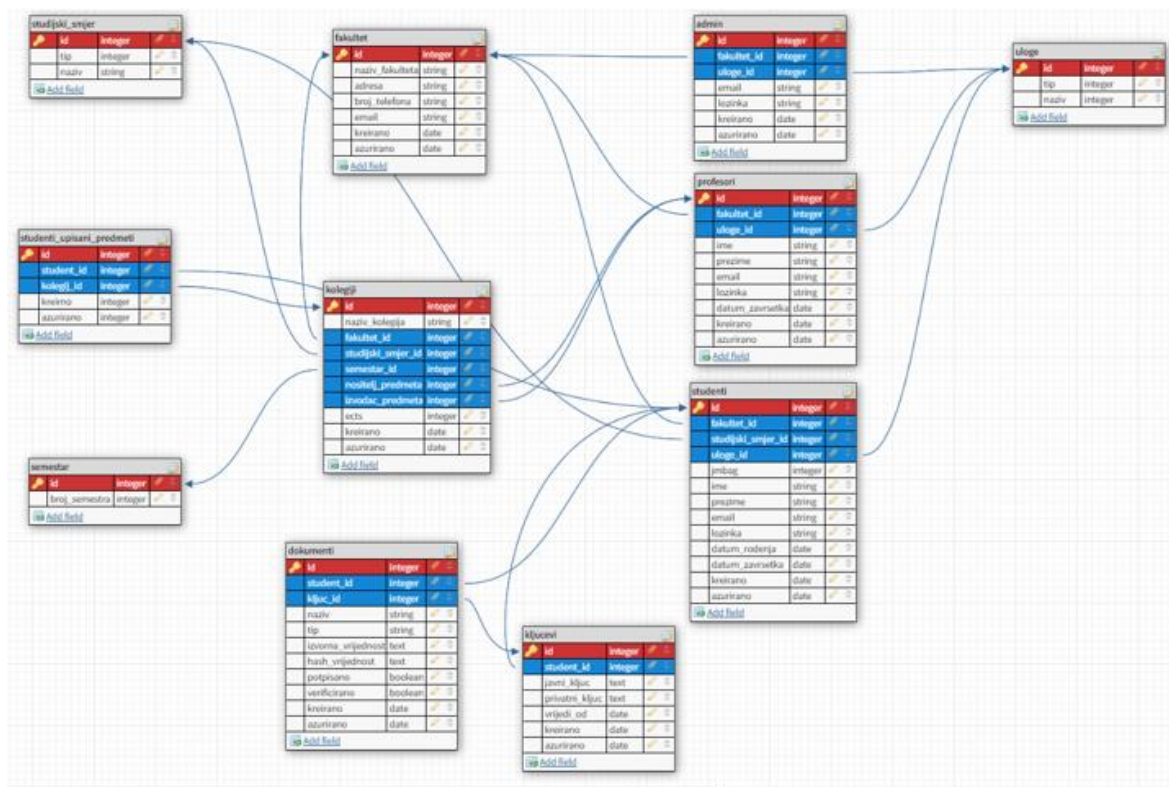 studijski_smjer
id integer
tip integer
naziv string
Add field
fakultet
id integer
naziv_fakulteta string
adresa string
broj_telefona string
email string
kreirano date
azurirano date
Add field
admin
id integer
fakultet_id integer
uloge_id integer
email string
lozinka string
kreirano date
azurirano date
Add field
uloge
id integer
tip integer
naziv integer
Add field
profesori
id integer
fakultet_id integer
uloge_id integer
ime string
prezime string
email string
lozinka string
datum_zavrsetka date
kreirano date
azurirano date
Add field
studenti_upisani_predmeti
id integer
student_id integer
kolegij_id integer
kreirno integer
azurirano integer
Add field
kolegiji
id integer
naziv_kolegija string
fakultet_id integer
studijski_smjer_id integer
semestar_id integer
nositelj_predmeta integer
izvodac_predmeta integer
ects integer
kreirano date
azurirano date
Add field
studenti
id integer
fakultet_id integer
studijski_smjer_id integer
uloge_id integer
jmbag integer
ime string
prezime string
email string
lozinka string
datum_rodenja date
datum_zavrsetka date
kreirano date
azurirano date
Add field
semestar
id integer
broj_semestra integer
Add field
dokumenti
id integer
student_id integer
kljuc_id integer
naziv string
tip string
izvorna_vrijednost text
hash_vrijednost text
potpisano boolean
verificirano boolean
kreirano date
azurirano date
Add field
kljucevi
id integer
student_id integer
javni_kljuc text
privatni_kljuc text
vrijedi_od date
kreirano date
azurirano date
Add field